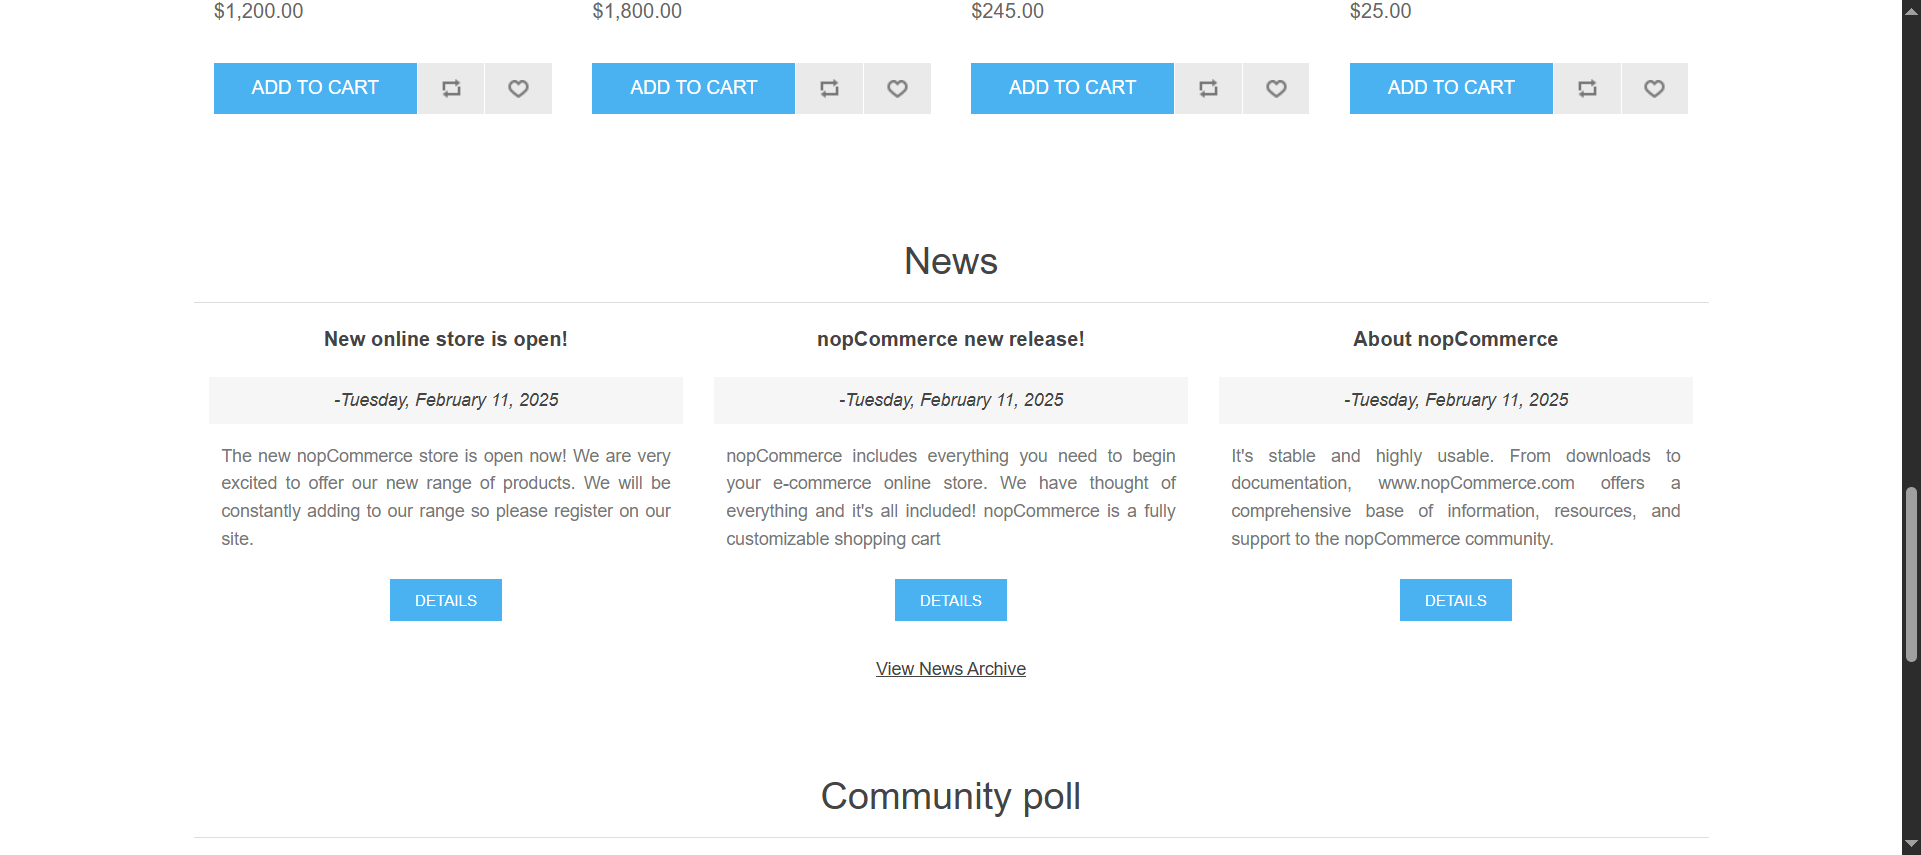 $1,200.00 $1,800.00 $245.00 $25.00
ADD TO CART ADD TO CART ADD TO CART ADD TO CART
News
New online store is open!
-Tuesday, February 11, 2025
The new nopCommerce store is open now! We are very
excited to offer our new range of products. We will be
constantly adding to our range so please register on our
site.
DETAILS
nopCommerce new release!
-Tuesday, February 11, 2025
nopCommerce includes everything you need to begin
your e-commerce online store. We have thought of
everything and it's all included! nopCommerce is a fully
customizable shopping cart
DETAILS
About nopCommerce
-Tuesday, February 11, 2025
It's stable and highly usable. From downloads to
documentation, www.nopCommerce.com offers a
comprehensive base of information, resources, and
support to the nopCommerce community.
DETAILS
View News Archive
Community poll